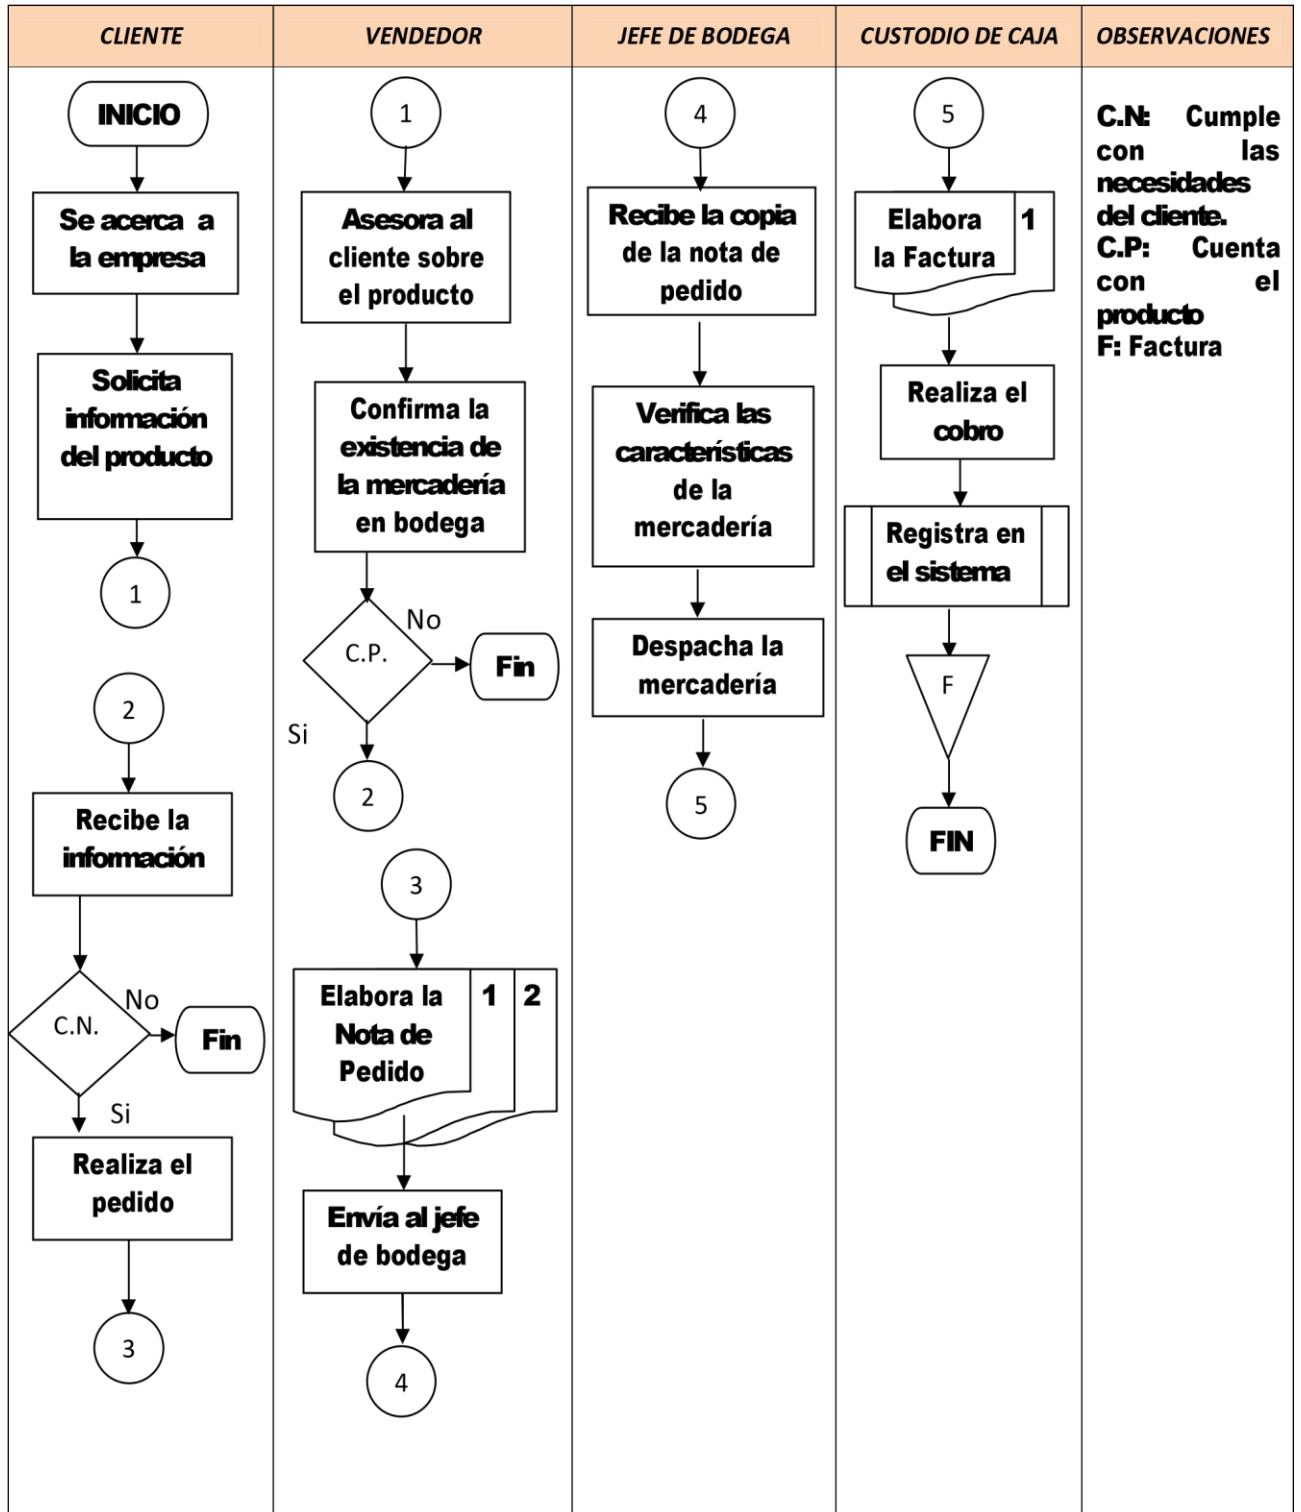 CLIENTE
VENDEDOR
JEFE DE BODEGA
CUSTODIO DE CAJA
OBSERVACIONES
INICIO
Se acerca a
la empresa
Solicita
información
del producto
1
2
Recibe la
información
C.N.
No
Fin
Si
Realiza el
pedido
3
1
Asesora al
cliente sobre
el producto
Confirma la
existencia de
la mercadería
en bodega
C.P.
No
Fin
Si
2
3
Elabora la
Nota de
Pedido
1
2
Envía al jefe
de bodega
4
4
Recibe la copia
de la nota de
pedido
Verifica las
características
de la
mercadería
Despacha la
mercadería
5
5
Elabora
la Factura
1
Realiza el
cobro
Registra en
el sistema
F
FIN
C.N: Cumple
con las
necesidades
del cliente.
C.P: Cuenta
con el
producto
F: Factura